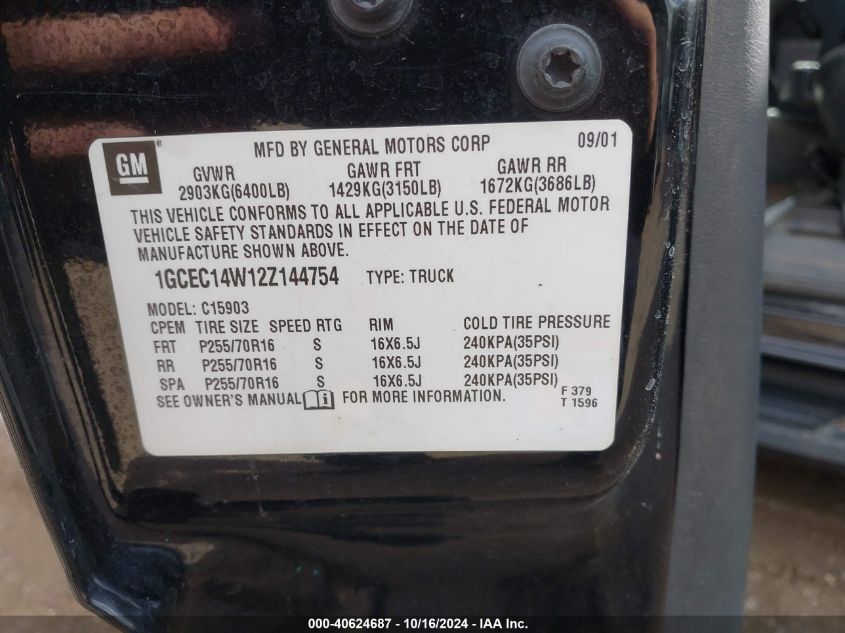 GM ® MFD BY GENERAL MOTORS CORP 09/01
GVWR GAWR FRT GAWR RR
2903KG(6400LB) 1429KG(3150LB) 1672KG(3686LB)
THIS VEHICLE CONFORMS TO ALL APPLICABLE U.S. FEDERAL MOTOR
VEHICLE SAFETY STANDARDS IN EFFECT ON THE DATE OF
MANUFACTURE SHOWN ABOVE.
1GCEC14W12Z144754 TYPE: TRUCK
MODEL: C15903
CPEM TIRE SIZE SPEED RTG RIM COLD TIRE PRESSURE
FRT P255/70R16 S 16X6.5J 240KPA(35PSI)
RR P255/70R16 S 16X6.5J 240KPA(35PSI)
SPA P255/70R16 S 16X6.5J 240KPA(35PSI)
SEE OWNER'S MANUAL i FOR MORE INFORMATION.
F 379
T 1596
000-40624687 - 10/16/2024 - IAA Inc.